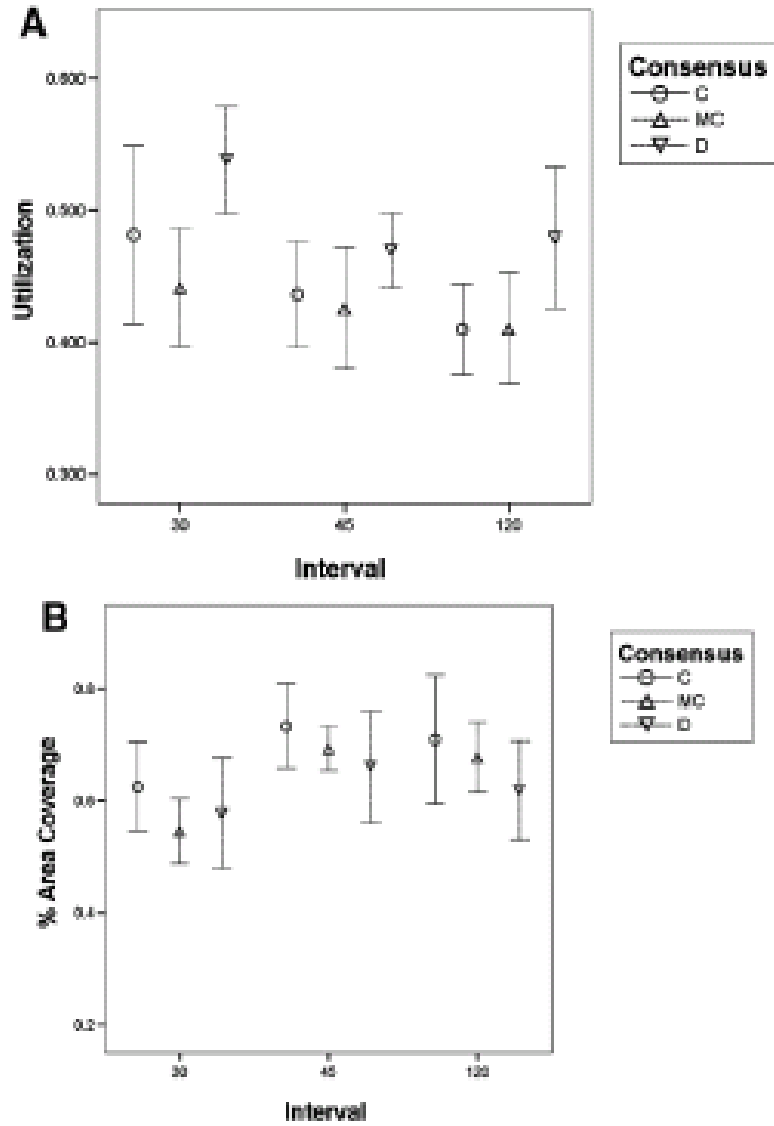 A
Consensus
C
MC
D
0.600
0.500
0.400
0.300
Utilization
30
45
120
Interval
B
Consensus
C
MC
D
0.8
0.6
0.4
0.2
% Area Coverage
30
45
120
Interval